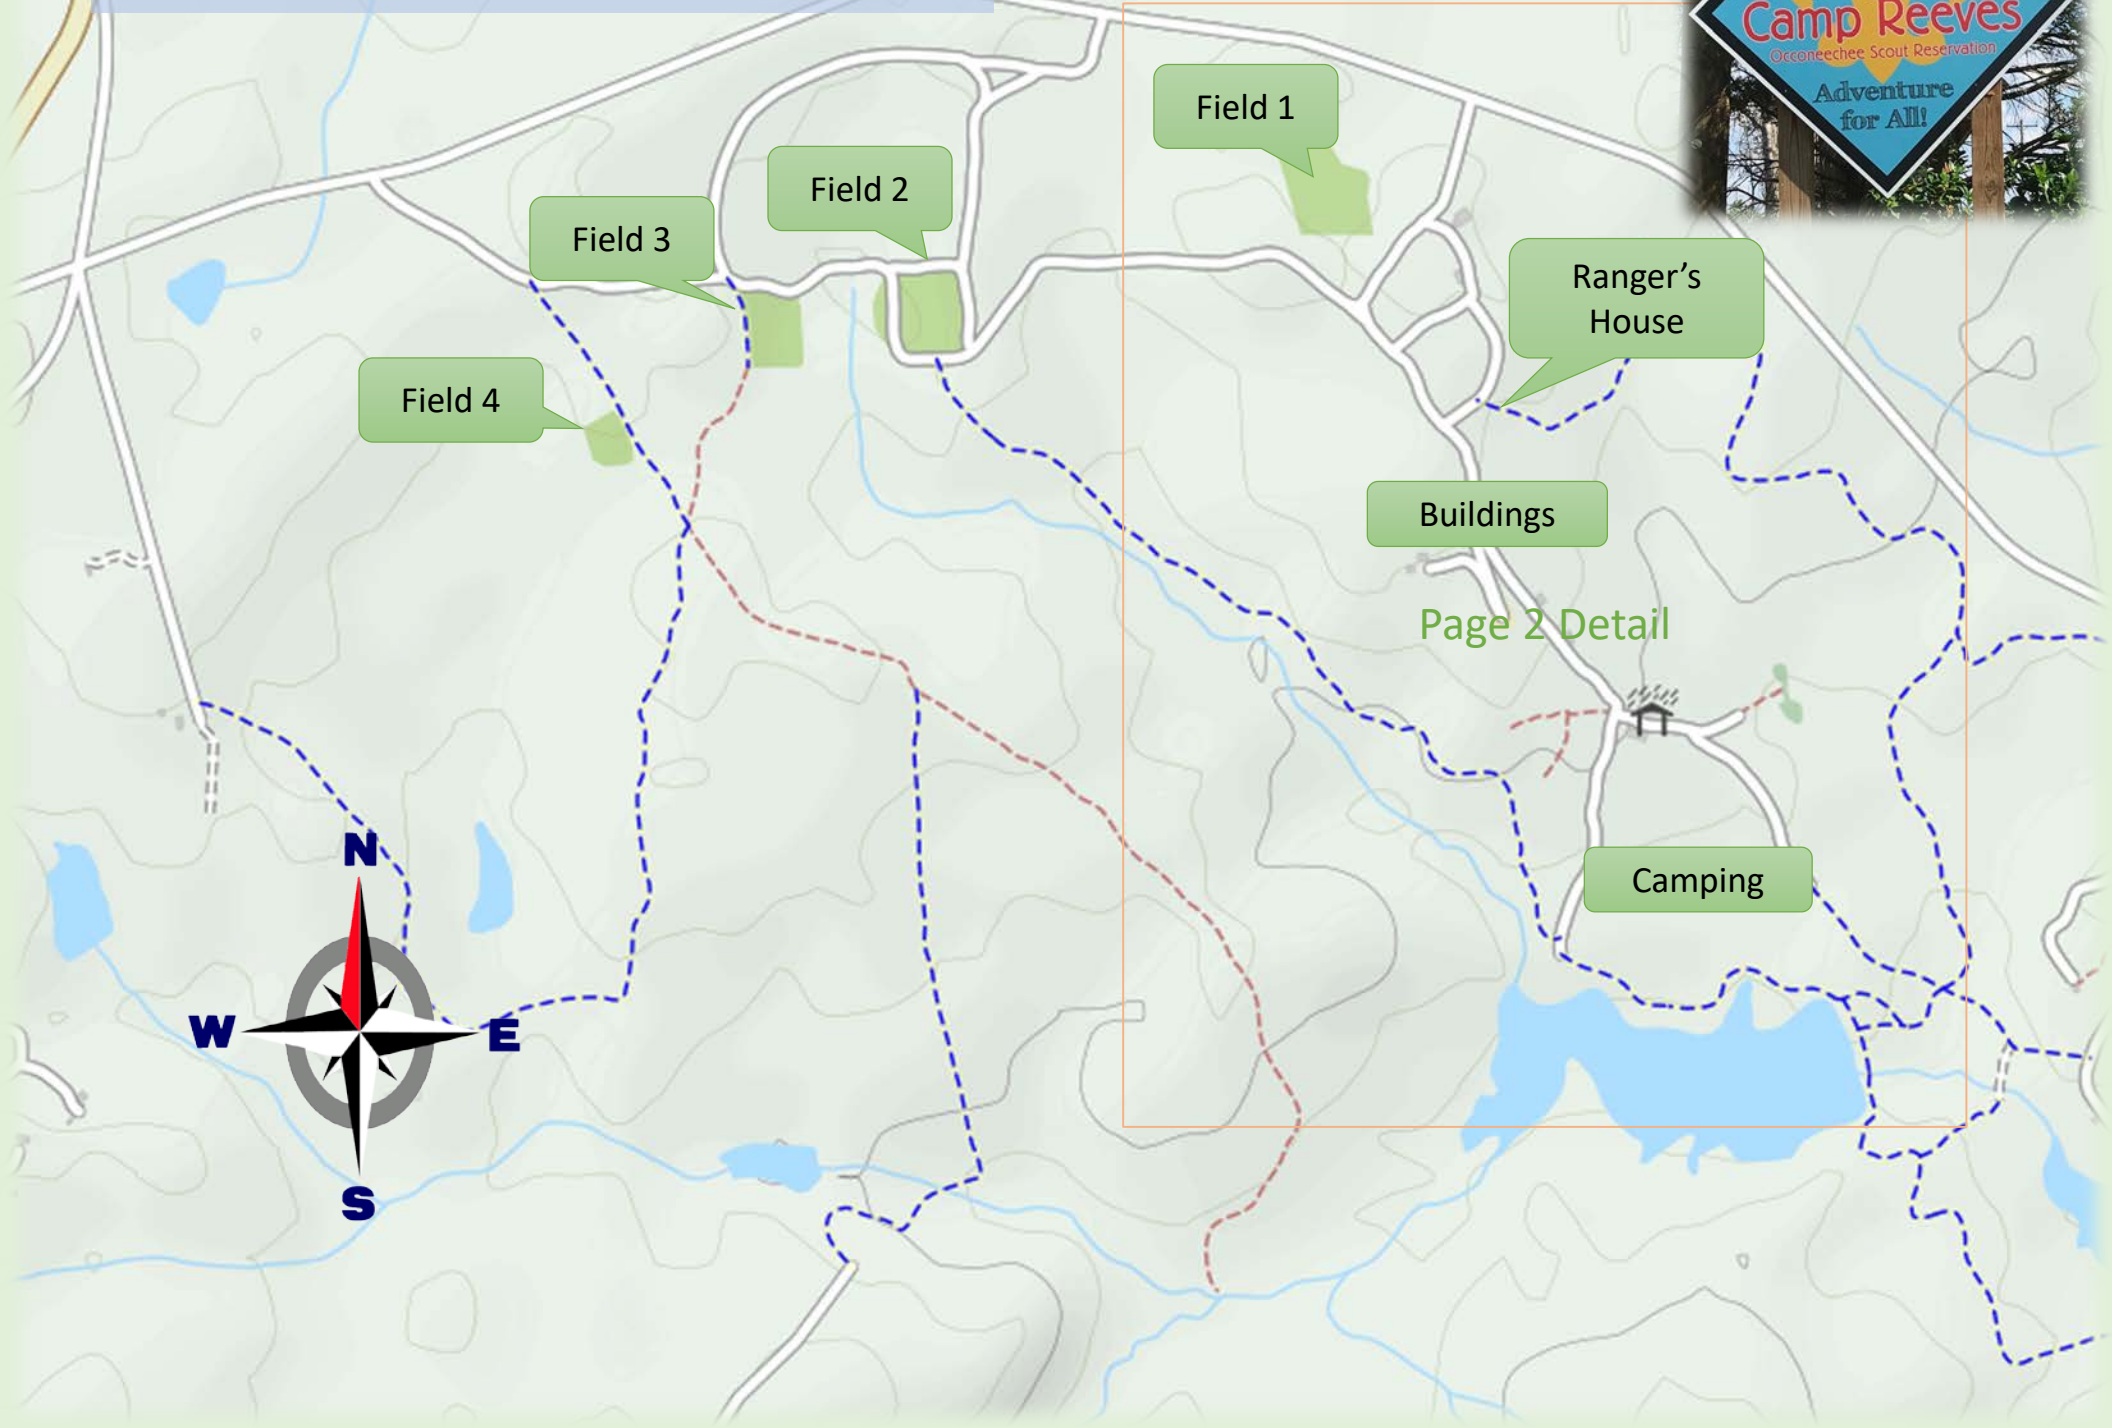 Camp Reeves
Occoneechee Scout Reservation
Adventure
for All!
Field 1
Field 2
Field 3
Ranger's
House
Field 4
Buildings
Page 2 Detail
Camping
N
W
E
S